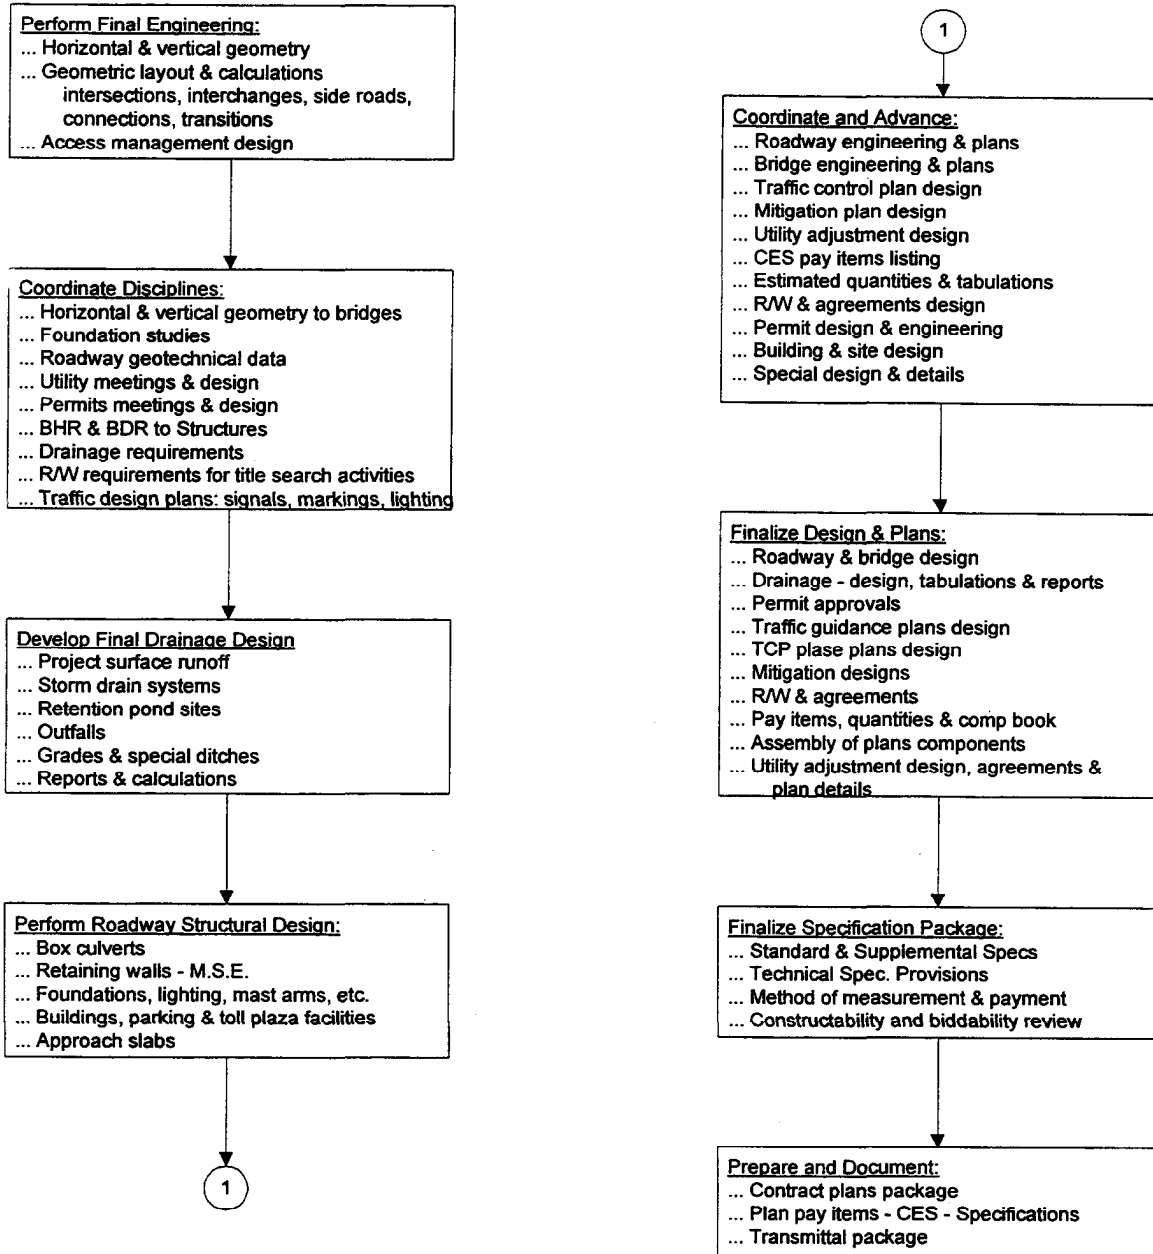 Perform Final Engineering:
... Horizontal & vertical geometry
... Geometric layout & calculations
intersections, interchanges, side roads,
connections, transitions
... Access management design
Coordinate Disciplines:
... Horizontal & vertical geometry to bridges
... Foundation studies
... Roadway geotechnical data
... Utility meetings & design
... Permits meetings & design
... BHR & BDR to Structures
... Drainage requirements
... R/W requirements for title search activities
... Traffic design plans: signals, markings, lighting
Develop Final Drainage Design
... Project surface runoff
... Storm drain systems
... Retention pond sites
... Outfalls
... Grades & special ditches
... Reports & calculations
Perform Roadway Structural Design:
... Box culverts
... Retaining walls - M.S.E.
... Foundations, lighting, mast arms, etc.
... Buildings, parking & toll plaza facilities
... Approach slabs
1
1
Coordinate and Advance:
... Roadway engineering & plans
... Bridge engineering & plans
... Traffic control plan design
... Mitigation plan design
... Utility adjustment design
... CES pay items listing
... Estimated quantities & tabulations
... R/W & agreements design
... Permit design & engineering
... Building & site design
... Special design & details
Finalize Design & Plans:
... Roadway & bridge design
... Drainage - design, tabulations & reports
... Permit approvals
... Traffic guidance plans design
... TCP plase plans design
... Mitigation designs
... R/W & agreements
... Pay items, quantities & comp book
... Assembly of plans components
... Utility adjustment design, agreements &
plan details
Finalize Specification Package:
... Standard & Supplemental Specs
... Technical Spec. Provisions
... Method of measurement & payment
... Constructability and biddability review
Prepare and Document:
... Contract plans package
... Plan pay items - CES - Specifications
... Transmittal package